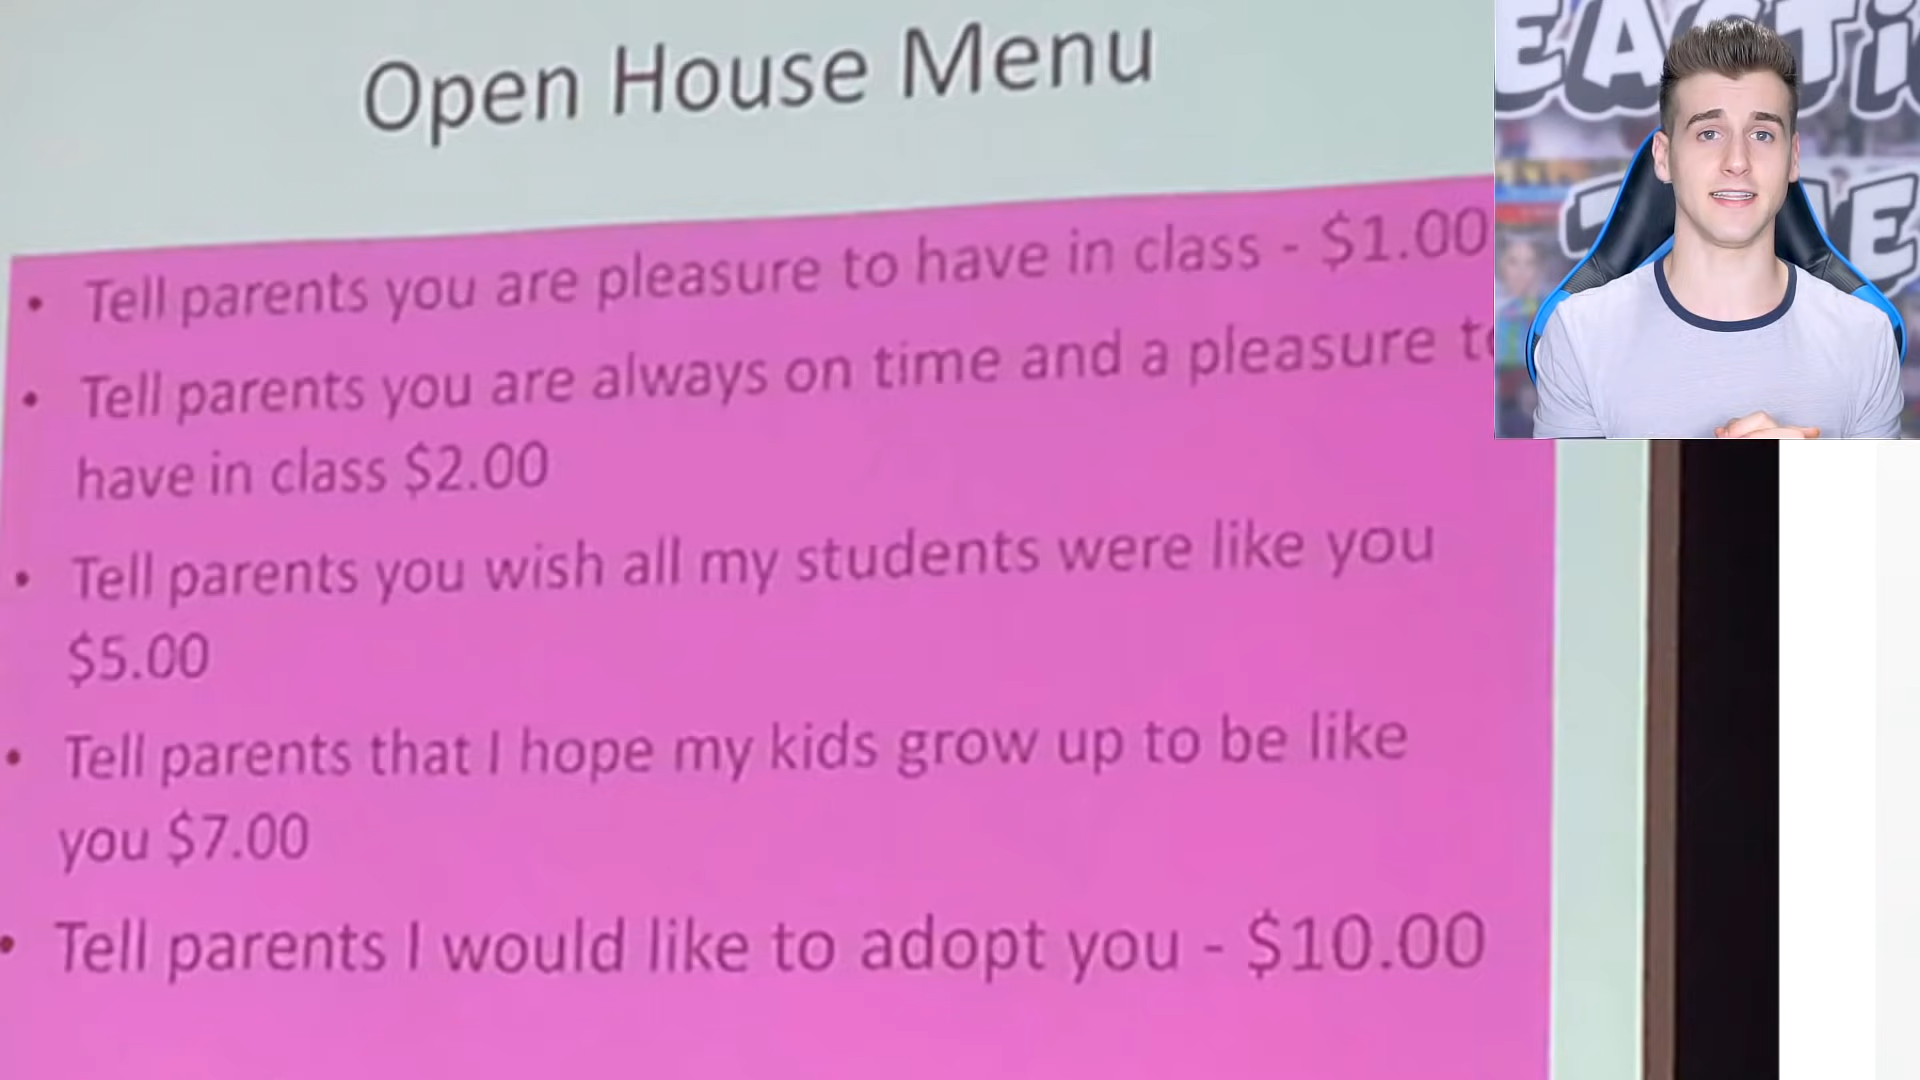 Open House Menu
• Tell parents you are pleasure to have in class - $1.00
• Tell parents you are always on time and a pleasure to
have in class $2.00
• Tell parents you wish all my students were like you
$5.00
• Tell parents that I hope my kids grow up to be like
you $7.00
• Tell parents I would like to adopt you - $10.00